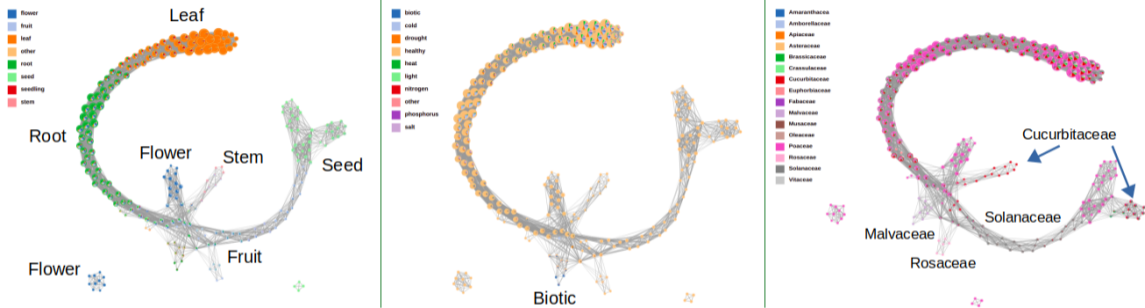 flower
fruit
leaf
other
root
seed
seedling
stem
Leaf
Root
Flower
Stem
Seed
Fruit
Flower
biotic
cold
drought
healthy
heat
light
nitrogen
other
phosphorus
salt
Biotic
Amaranthacea
Amborellaceae
Apiaceae
Asteraceae
Brassicaceae
Crassulaceae
Cucurbitaceae
Euphorbiaceae
Fabaceae
Malvaceae
Musaceae
Oleaceae
Poaceae
Rosaceae
Solanaceae
Vitaceae
Cucurbitaceae
Solanaceae
Malvaceae
Rosaceae